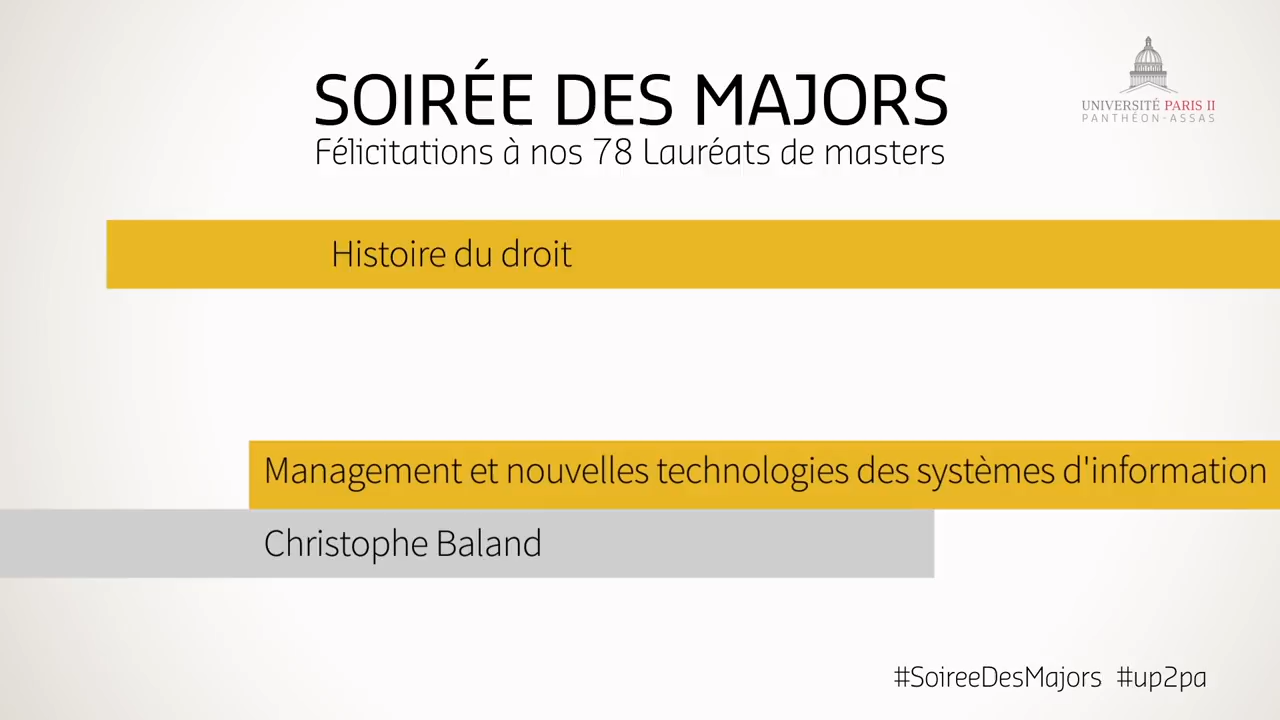 SOIRÉE DES MAJORS
Félicitations à nos 78 Lauréats de masters
UNIVERSITÉ PARIS II
PANTHÉON-ASSAS
Histoire du droit
Management et nouvelles technologies des systèmes d'information
Christophe Baland
#SoireeDesMajors #up2pa